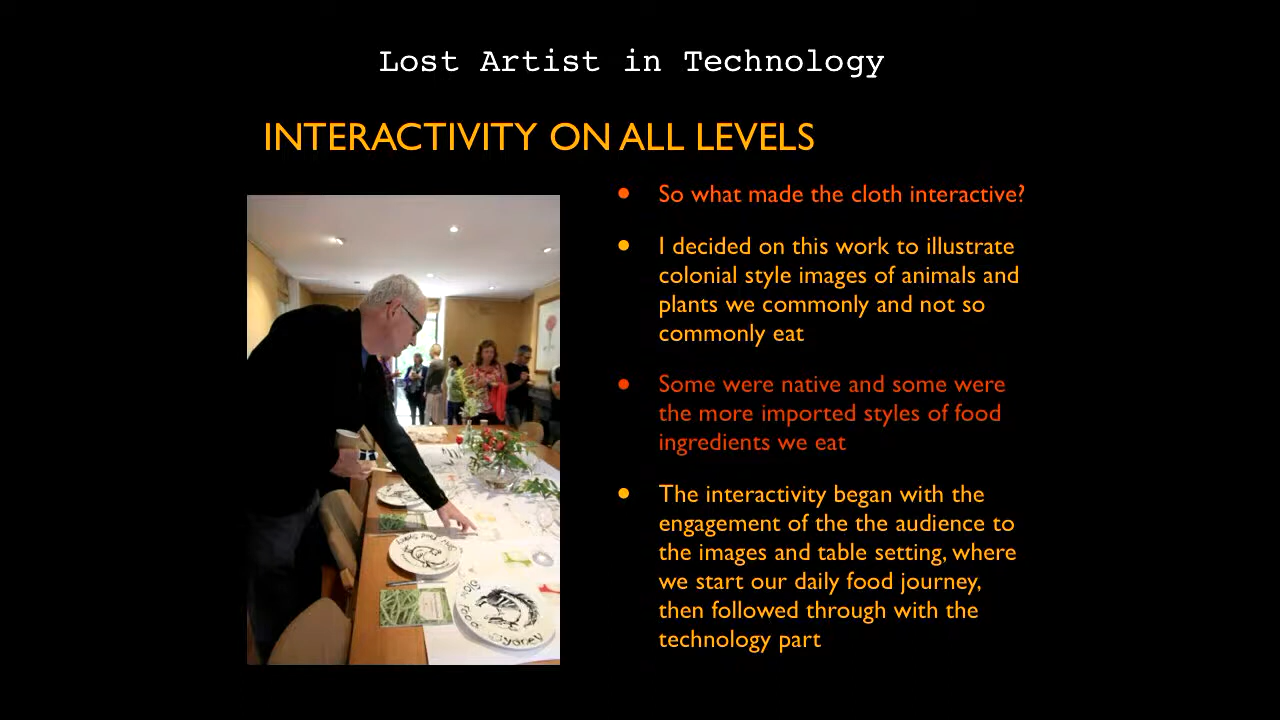 Lost Artist in Technology
INTERACTIVITY ON ALL LEVELS
So what made the cloth interactive?
I decided on this work to illustrate
colonial style images of animals and
plants we commonly and not so
commonly eat
Some were native and some were
the more imported styles of food
ingredients we eat
The interactivity began with the
engagement of the the audience to
the images and table setting, where
we start our daily food journey,
then followed through with the
technology part
Slow Food Sydney